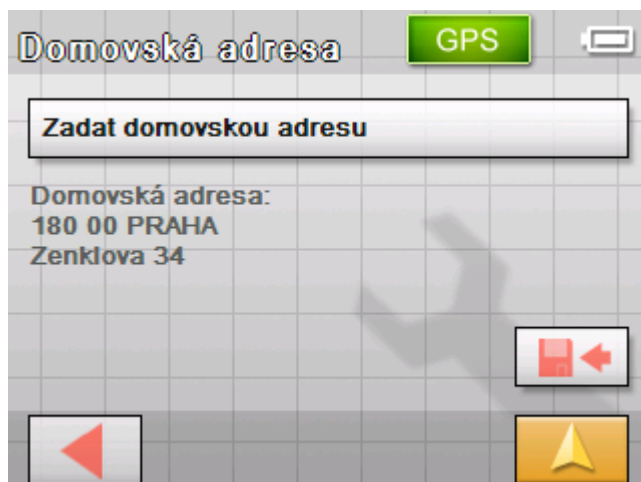 Domovská adresa
GPS
Zadat domovskou adresu
Domovská adresa:
180 00 PRAHA
Zenklova 34